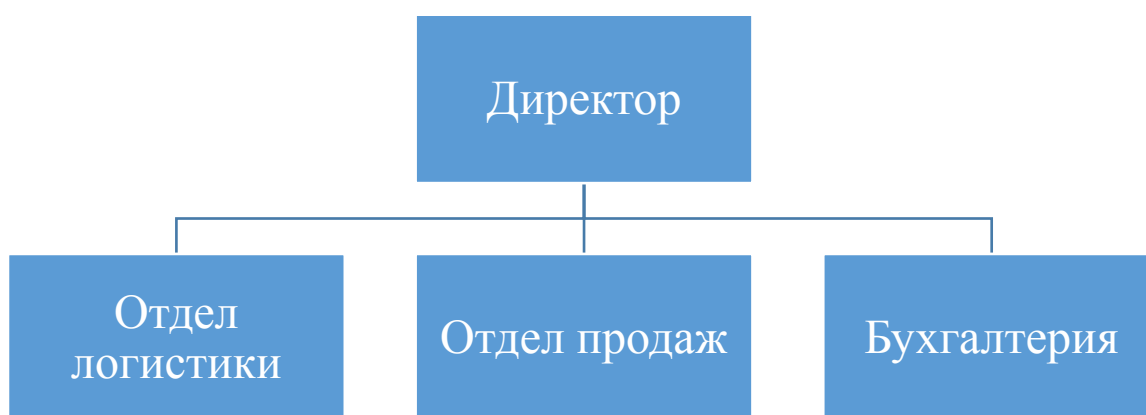 Директор
Отдел
логистики
Отдел продаж
Бухгалтерия